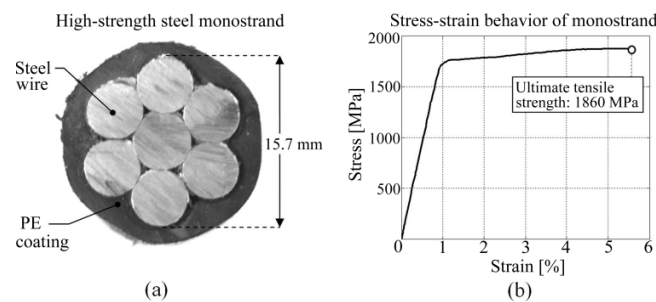 High-strength steel monostrand
Steel
wire
15.7 mm
PE
coating
(a)
Stress-strain behavior of monostrand
2000
1500
1000
500
0
1
2
3
4
5
6
Stress [MPa]
Ultimate tensile
strength: 1860 MPa
Strain [%]
(b)